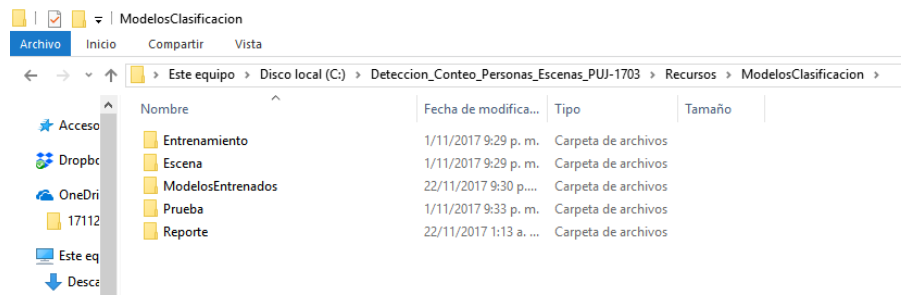 ModelosClasificacion
Archivo Inicio Compartir Vista
Este equipo > Disco local (C:) > Deteccion_Conteo_Personas_Escenas_PUJ-1703 > Recursos > ModelosClasificacion >
Nombre Fecha de modifica... Tipo Tamaño
Acceso
Dropbc
OneDri
17112
Este eq
Desca
Entrenamiento 1/11/2017 9:29 p. m. Carpeta de archivos
Escena 1/11/2017 9:29 p. m. Carpeta de archivos
ModelosEntrenados 22/11/2017 9:30 p.... Carpeta de archivos
Prueba 1/11/2017 9:33 p. m. Carpeta de archivos
Reporte 22/11/2017 1:13 a. ... Carpeta de archivos